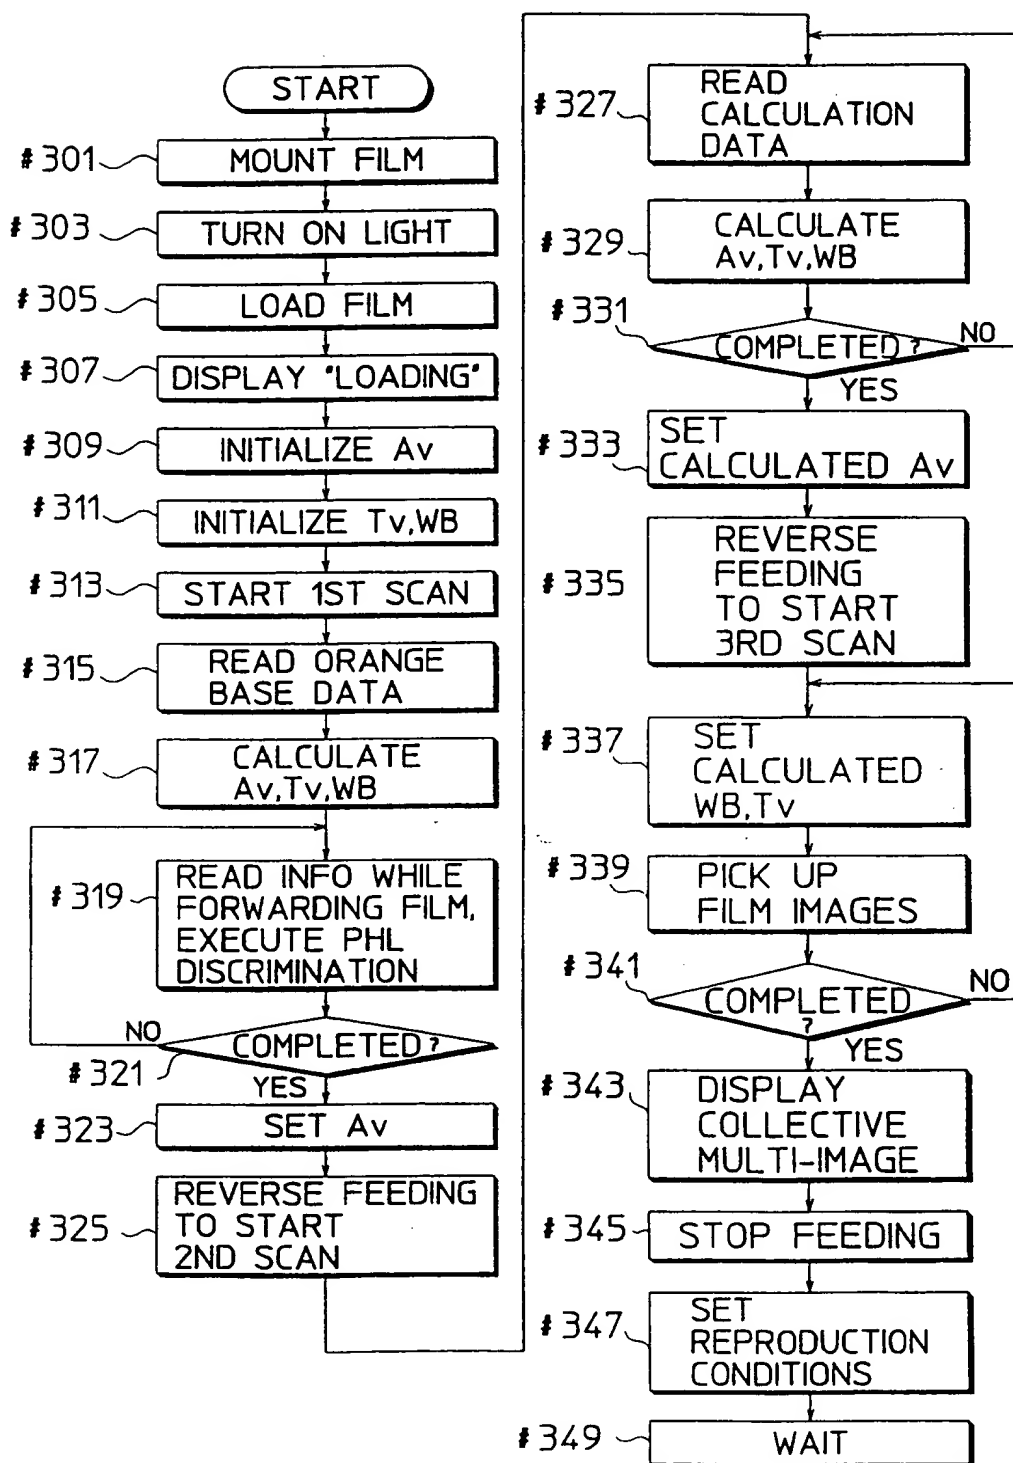 START
#301
MOUNT FILM
#303
TURN ON LIGHT
#305
LOAD FILM
#307
DISPLAY "LOADING"
#309
INITIALIZE Av
#311
INITIALIZE Tv,WB
#313
START 1ST SCAN
#315
READ ORANGE
BASE DATA
#317
CALCULATE
Av,Tv,WB
#319
READ INFO WHILE
FORWARDING FILM,
EXECUTE PHL
DISCRIMINATION
NO
COMPLETED?
#321
YES
#323
SET Av
#325
REVERSE FEEDING
TO START
2ND SCAN
#327
READ
CALCULATION
DATA
#329
CALCULATE
Av,Tv,WB
#331
COMPLETED?
NO
YES
#333
SET
CALCULATED Av
#335
REVERSE
FEEDING
TO START
3RD SCAN
#337
SET
CALCULATED
WB,Tv
#339
PICK UP
FILM IMAGES
#341
COMPLETED
?
NO
YES
#343
DISPLAY
COLLECTIVE
MULTI-IMAGE
#345
STOP FEEDING
#347
SET
REPRODUCTION
CONDITIONS
#349
WAIT